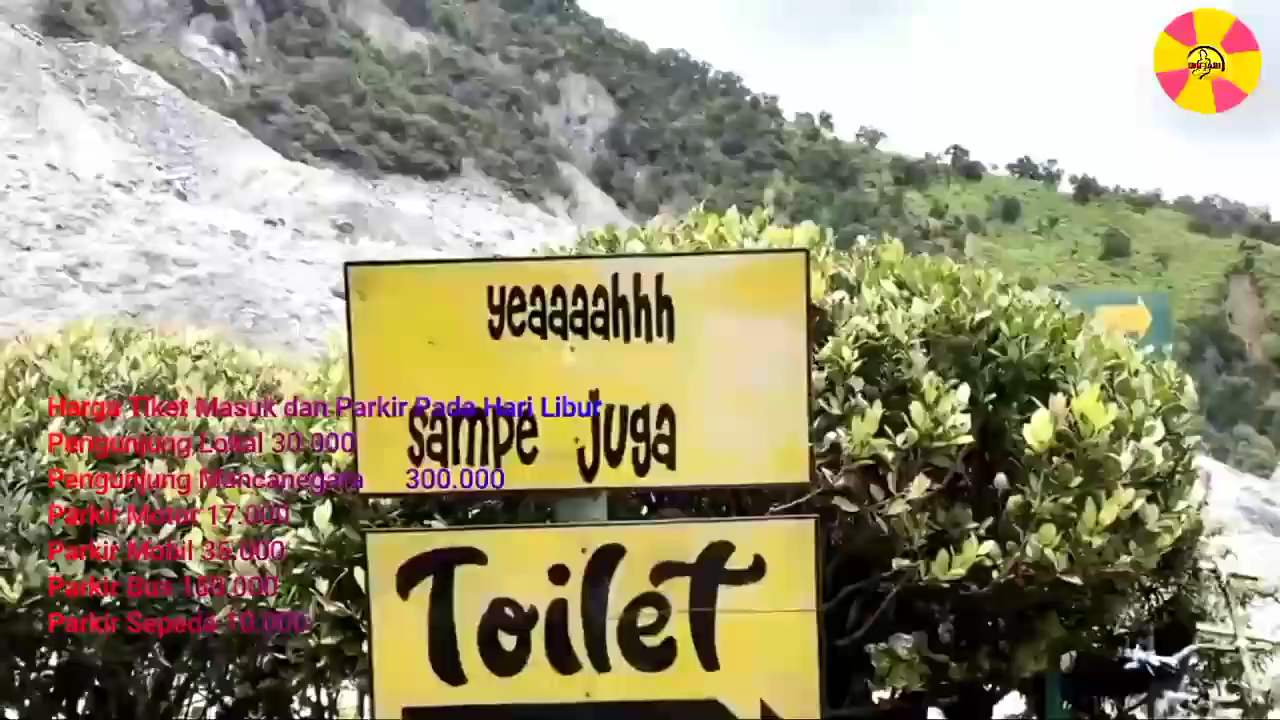 yeaaaahhh
sampe juga
Harga Tiket Masuk dan Parkir Pada Hari Libur
Pengunjung Lokal 30.000
Pengunjung Mancanegara 300.000
Parkir Motor 17.000
Parkir Mobil 35.000
Parkir Bus 150.000
Parkir Sepeda 10.000
Toilet